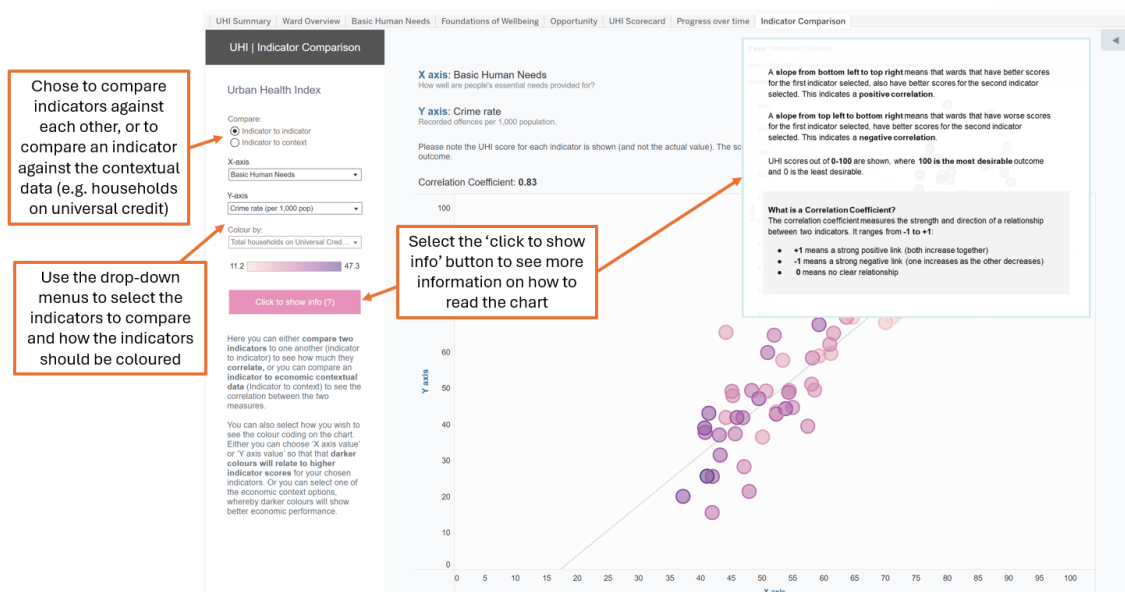 UHI Summary
Ward Overview
Basic Human Needs
Foundations of Wellbeing
Opportunity
UHI Scorecard
Progress over time
Indicator Comparison
UHI | Indicator Comparison
Chose to compare
indicators against
each other, or to
compare an indicator
against the contextual
data (e.g. households
on universal credit)
Use the drop-down
menus to select the
indicators to compare
and how the indicators
should be coloured
Urban Health Index
Compare:
Indicator to indicator
Indicator to context
X-axis
Basic Human Needs
Y-axis
Crime rate (per 1,000 pop)
Colour by:
Total households on Universal Cred...
11.2
47.3
Click to show info (?)
Here you can either compare two
indicators to one another (indicator
to indicator) to see how much they
correlate, or you can compare an
indicator to economic contextual
data (Indicator to context) to see the
correlation between the two
measures.
You can also select how you wish to
see the colour coding on the chart.
Either you can choose 'X axis value'
or 'Y axis value' so that that darker
colours will relate to higher
indicator scores for your chosen
indicators. Or you can select one of
the economic context options,
whereby darker colours will show
better economic performance.
X axis: Basic Human Needs
How well are people's essential needs provided for?
Y axis: Crime rate
Recorded offences per 1,000 population.
Please note the UHI score for each indicator is shown (and not the actual value). The sc
outcome.
Correlation Coefficient: 0.83
Select the 'click to show
info' button to see more
information on how to
read the chart
A slope from bottom left to top right means that wards that have better scores
for the first indicator selected, also have better scores for the second indicator
selected. This indicates a positive correlation.
A slope from top left to bottom right means that wards that have worse scores
for the first indicator selected, have better scores for the second indicator
selected. This indicates a negative correlation.
UHI scores out of 0-100 are shown, where 100 is the most desirable outcome
and 0 is the least desirable.
What is a Correlation Coefficient?
The correlation coefficient measures the strength and direction of a relationship
between two indicators. It ranges from -1 to +1:
• +1 means a strong positive link (both increase together)
• -1 means a strong negative link (one increases as the other decreases)
• 0 means no clear relationship
100
60
50
40
30
20
10
0
Y axis
0 5 10 15 20 25 30 35 40 45 50 55 60 65 70 75 80 85 90 95 100
X axis